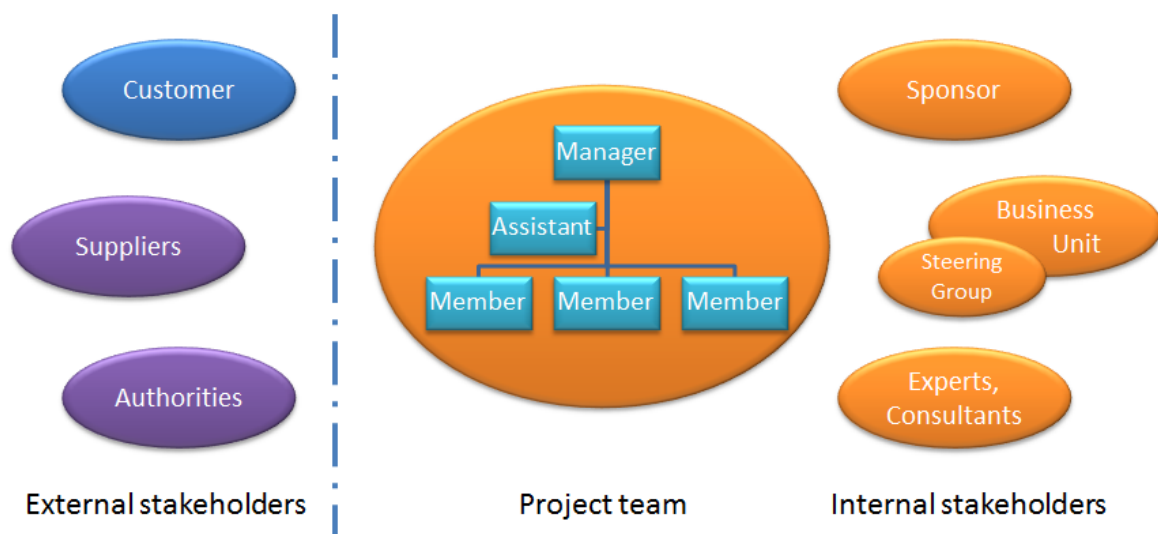 Customer
Suppliers
Authorities
External stakeholders
Manager
Assistant
Member
Member
Member
Project team
Sponsor
Business
Unit
Steering
Group
Experts,
Consultants
Internal stakeholders